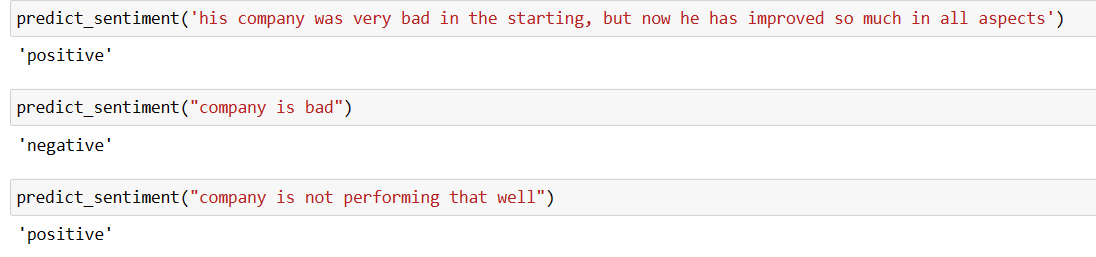 predict_sentiment('his company was very bad in the starting, but now he has improved so much in all aspects')
'positive'
predict_sentiment("company is bad")
'negative'
predict_sentiment("company is not performing that well")
'positive'